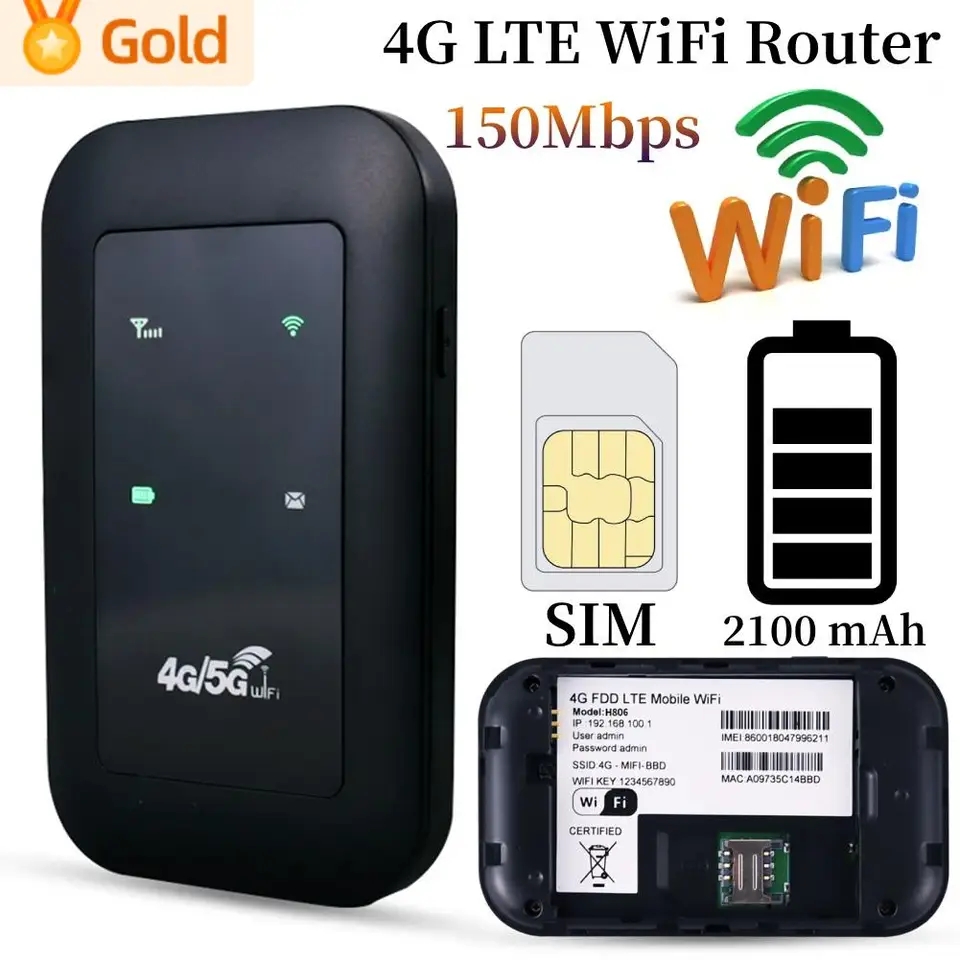 Gold
4G LTE WiFi Router
150Mbps
WiFi
4G/5G WiFi
SIM
2100 mAh
4G FDD LTE Mobile WiFi
Model:H806
IP :192.168.100.1
User admin
Password admin
SSID:4G - MIFI-BBD
WIFI KEY 1234567890
IMEI 860018047996211
MAC:A09735C14BBD
Wi Fi
CERTIFIED